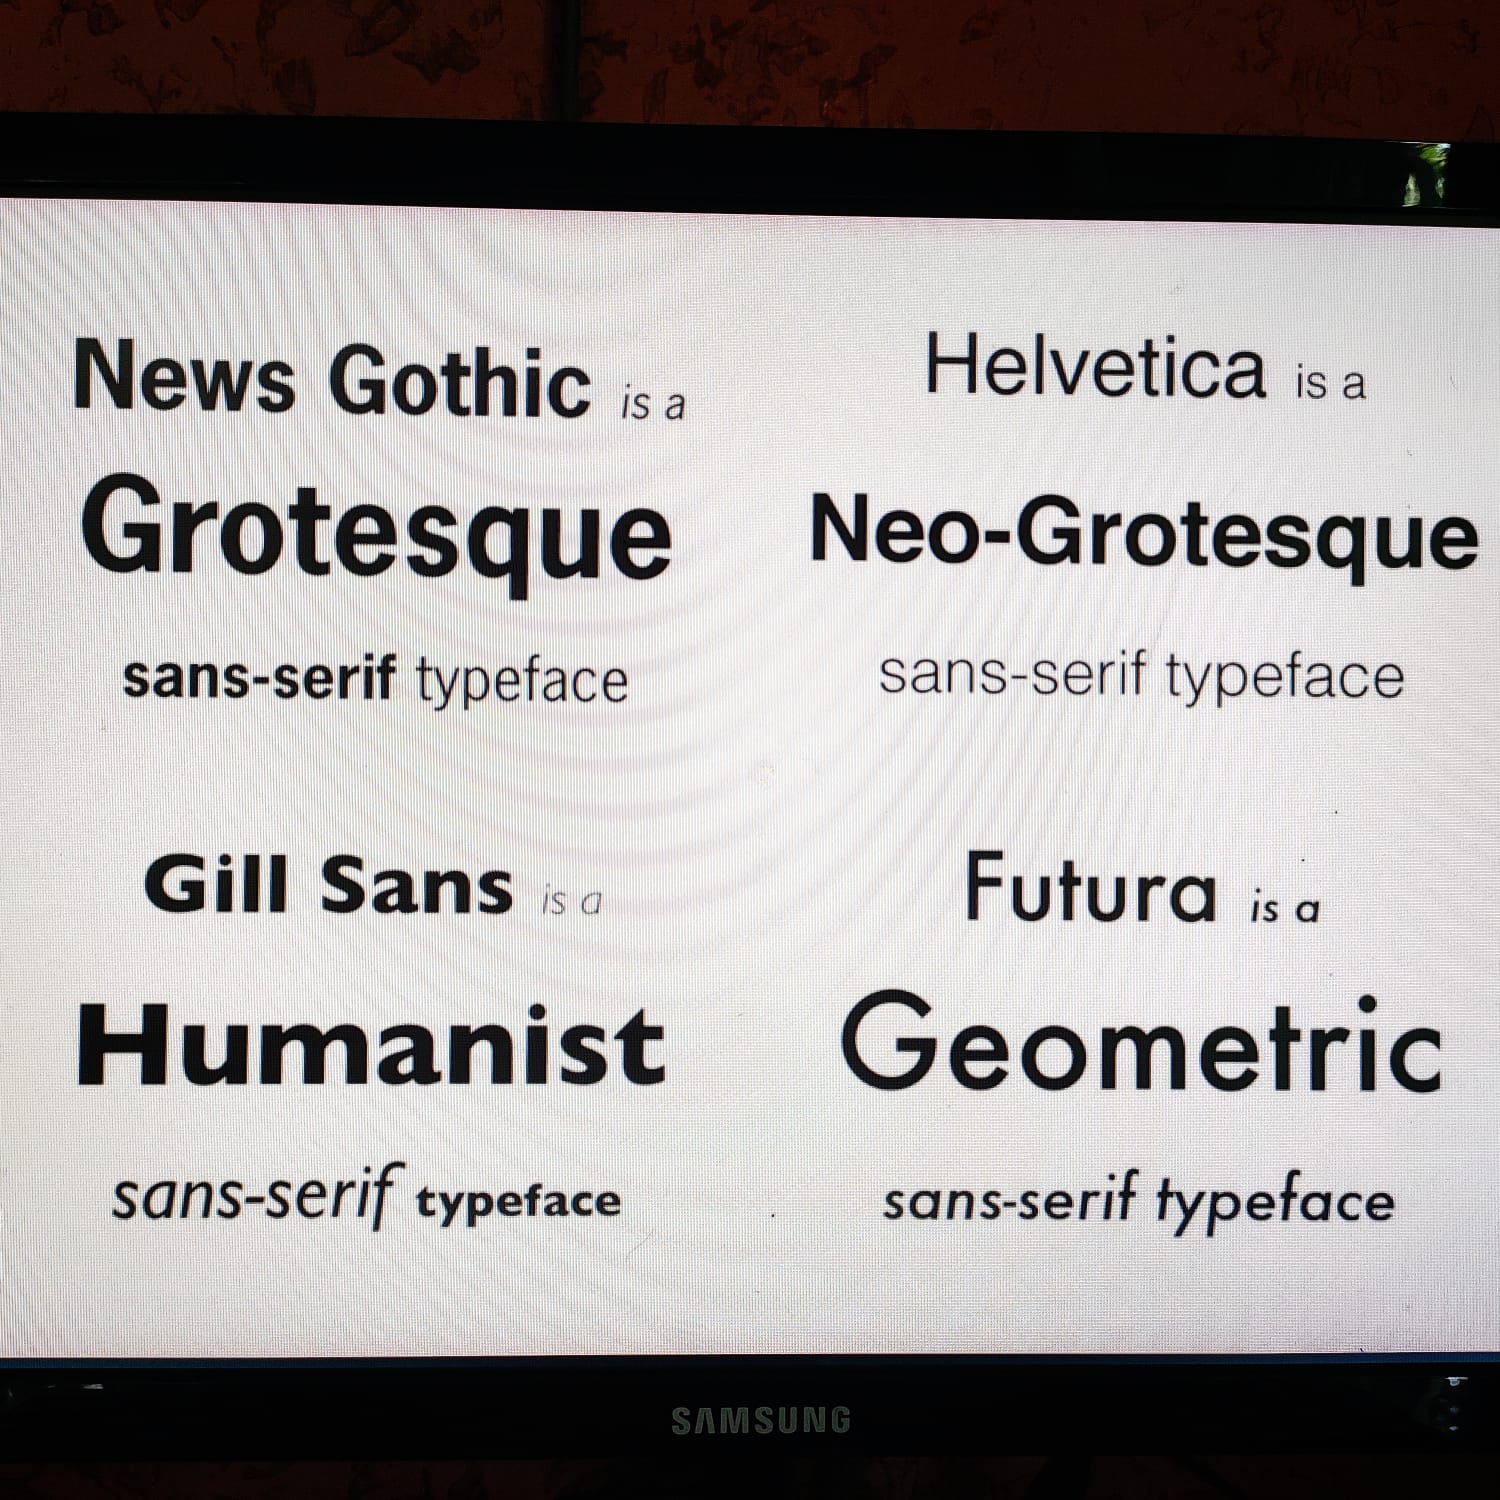 News Gothic is a
Grotesque
sans-serif typeface
Helvetica is a
Neo-Grotesque
sans-serif typeface
Gill Sans is a
Humanist
sans-serif typeface
Futura is a
Geometric
sans-serif typeface
SAMSUNG